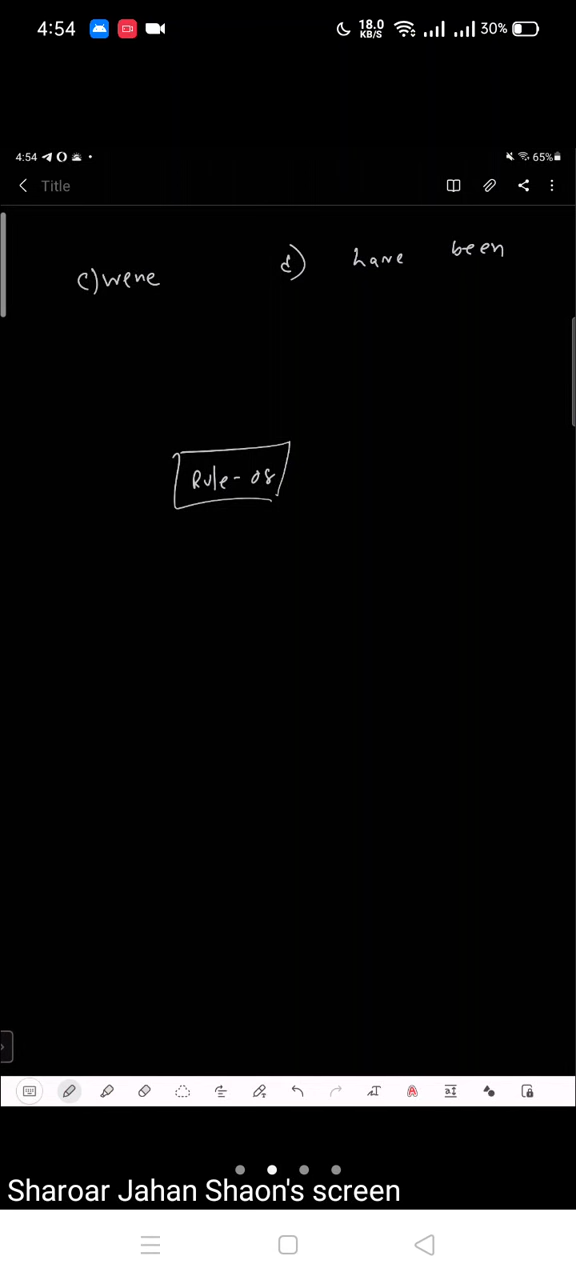 4:54 18.0 KB/S 30%
4:54 65%
Title
c) were d) have been
Rule-08
Sharoar Jahan Shaon's screen